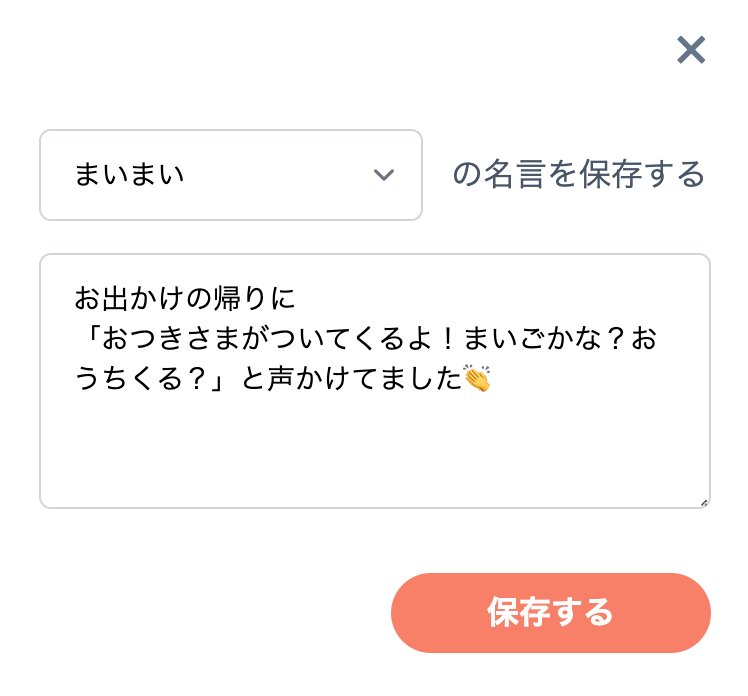 まいまい
の名言を保存する
お出かけの帰りに
「おつきさまがついてくるよ！まいごかな？お
うちくる？」と声かけてました👏
保存する